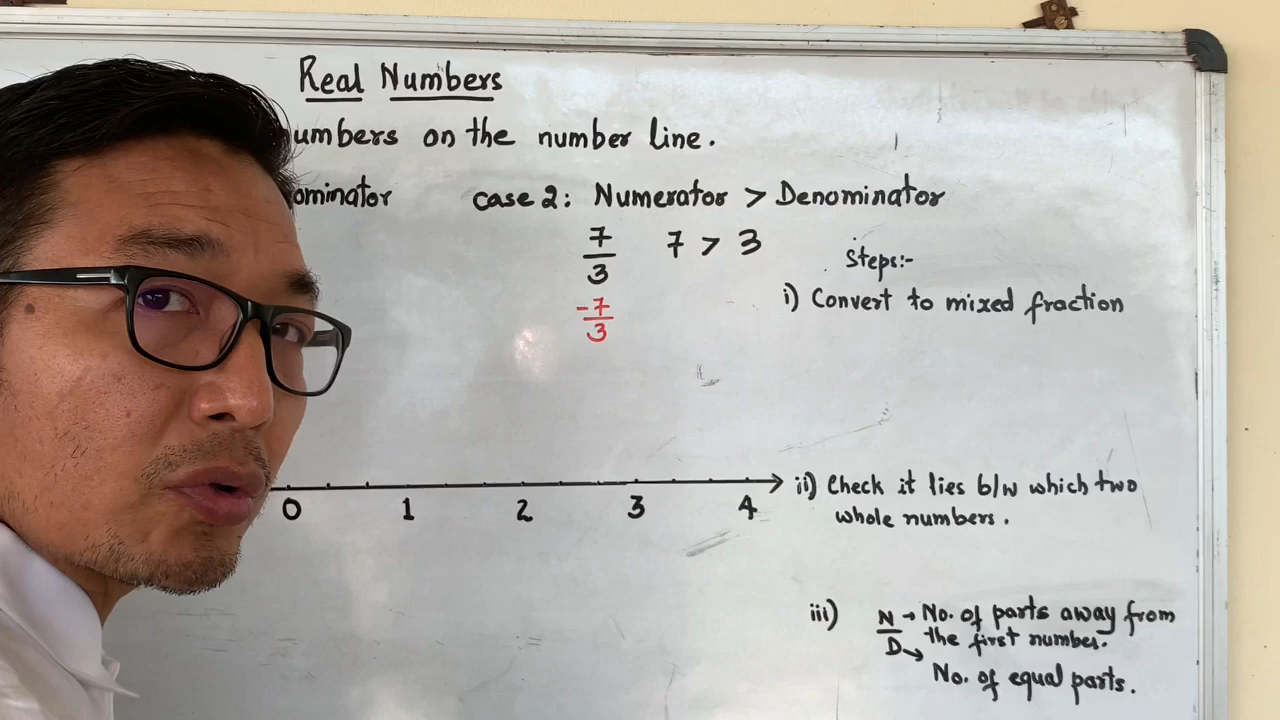 Real Numbers
umbers on the number line.
ominator
case 2: Numerator > Denominator
7/3 7 > 3
-7/3
Steps:-
i) Convert to mixed fraction
0 1 2 3 4
ii) Check it lies b/w which two
whole numbers.
iii) N/D
N → No. of parts away from
the first number.
D → No. of equal parts.